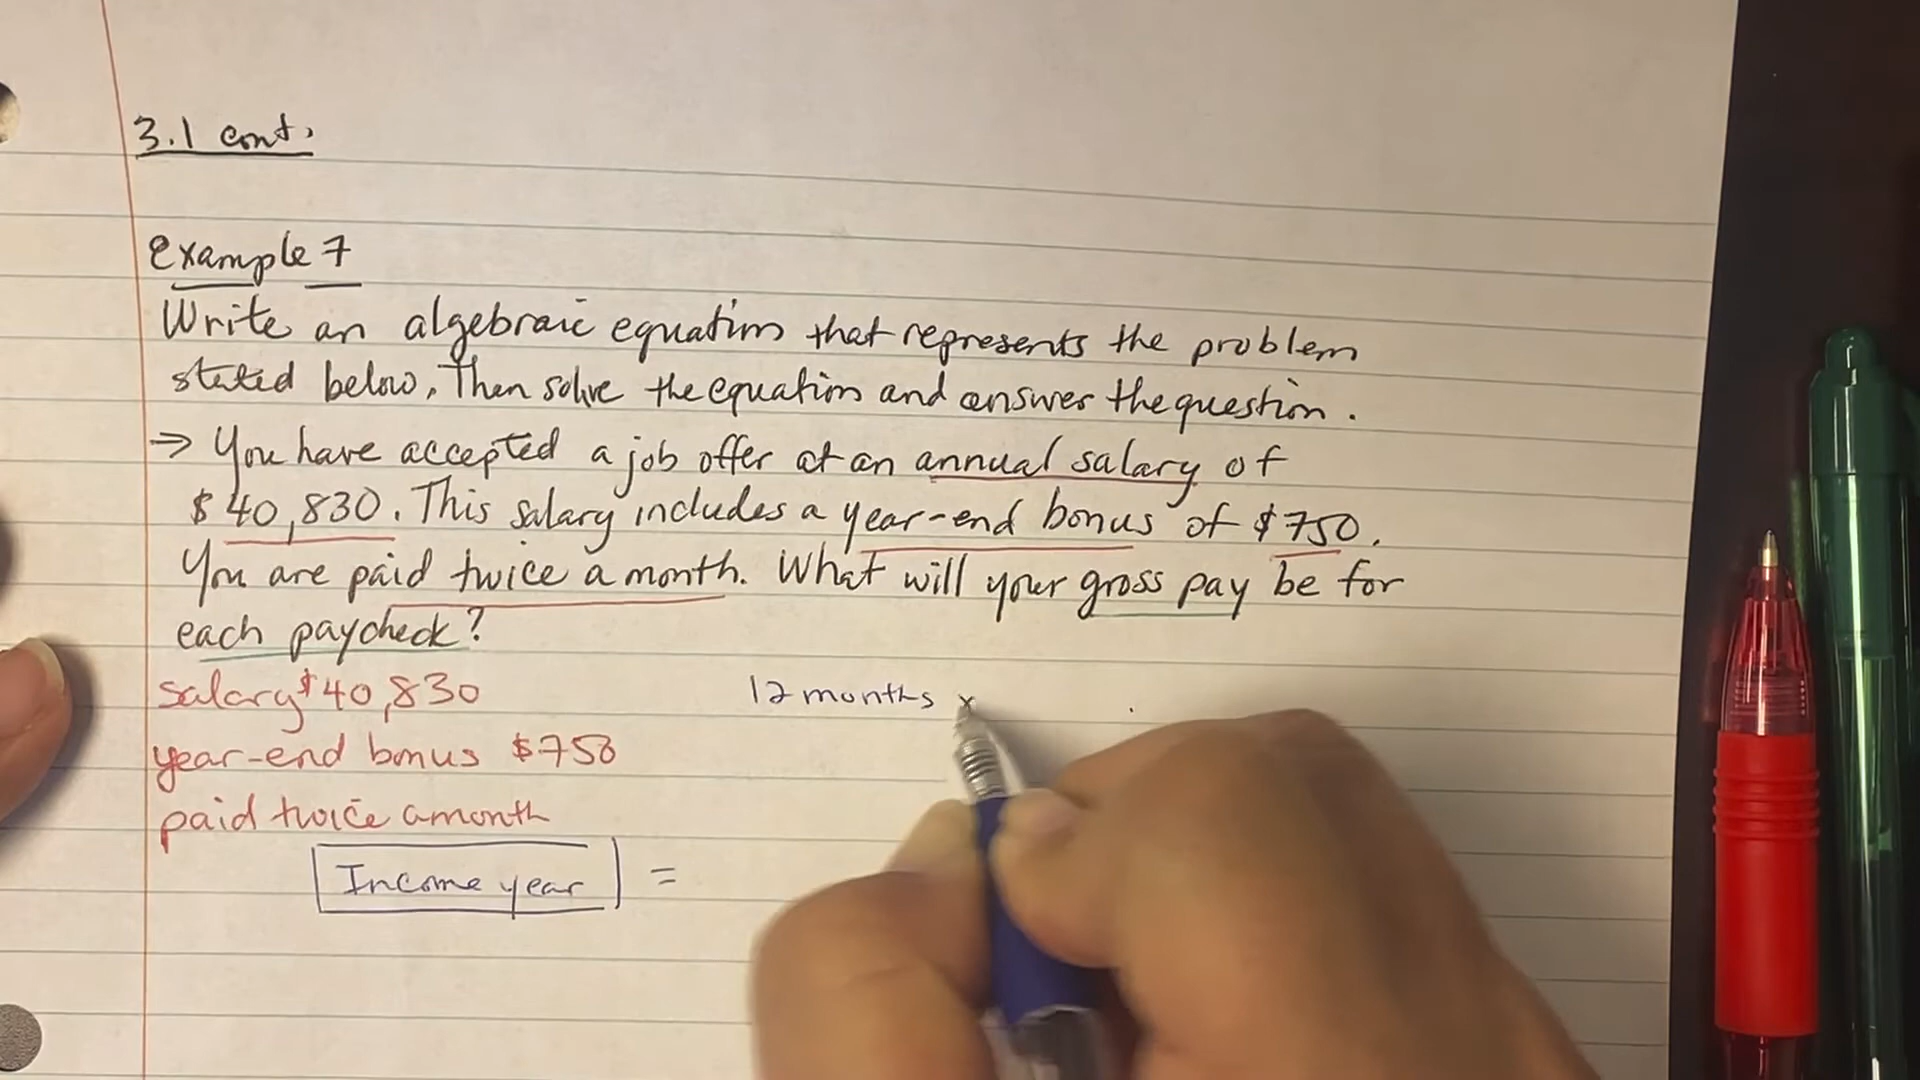 3.1 cont.
Example 7
Write an algebraic equation that represents the problem
stated below. Then solve the equation and answer the question.
⇒ You have accepted a job offer at an annual salary of
$40,830. This salary includes a year-end bonus of $750.
You are paid twice a month. What will your gross pay be for
each paycheck?
salary $40,830
12 months x
year-end bonus $750
paid twice a month
Income year =